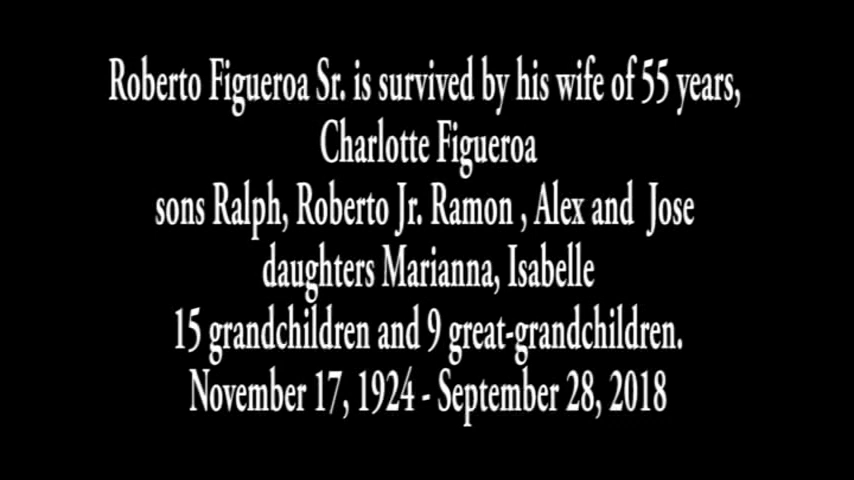 Roberto Figueroa Sr. is survived by his wife of 55 years,
Charlotte Figueroa
sons Ralph, Roberto Jr. Ramon , Alex and Jose
daughters Marianna, Isabelle
15 grandchildren and 9 great-grandchildren.
November 17, 1924 - September 28, 2018